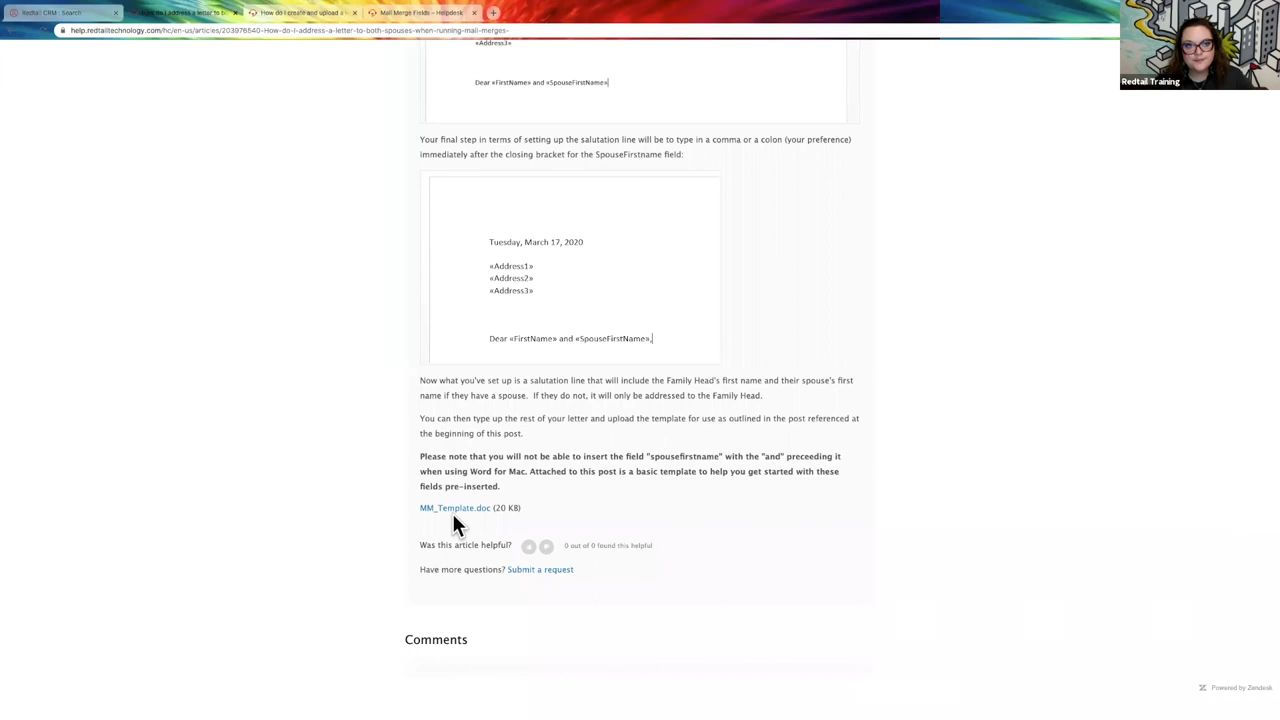 Redtail CRM : Search
How do I create and upload a
Mail Merge Fields – Helpdesk
help.redtailtechnology.com/hc/en-us/articles/203976540-How-do-I-address-a-letter-to-both-spouses-when-running-mail-merges-
Redtail Training
«Address3»
Dear «FirstName» and «SpouseFirstName»
Your final step in terms of setting up the salutation line will be to type in a comma or a colon (your preference)
immediately after the closing bracket for the SpouseFirstname field:
Tuesday, March 17, 2020
«Address1»
«Address2»
«Address3»
Dear «FirstName» and «SpouseFirstName»,
Now what you've set up is a salutation line that will include the Family Head's first name and their spouse's first
name if they have a spouse. If they do not, it will only be addressed to the Family Head.
You can then type up the rest of your letter and upload the template for use as outlined in the post referenced at
the beginning of this post.
Please note that you will not be able to insert the field "spousefirstname" with the "and" preceeding it
when using Word for Mac. Attached to this post is a basic template to help you get started with these
fields pre-inserted.
MM_Template.doc (20 KB)
Was this article helpful?
0 out of 0 found this helpful
Have more questions? Submit a request
Comments
Powered by Zendesk